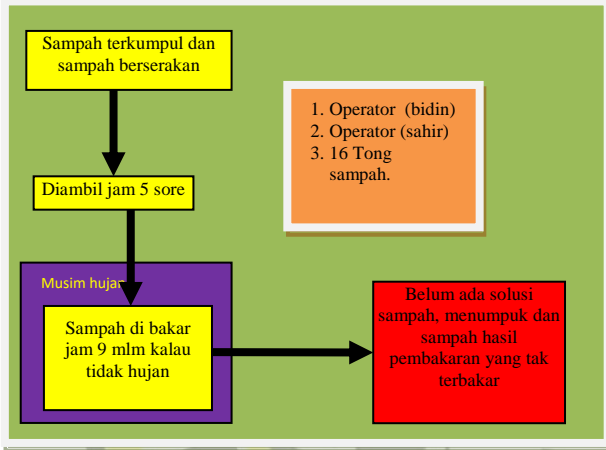 Sampah terkumpul dan
sampah berserakan
1. Operator (bidin)
2. Operator (sahir)
3. 16 Tong
sampah.
Diambil jam 5 sore
Musim hujan
Sampah di bakar
jam 9 mlm kalau
tidak hujan
Belum ada solusi
sampah, menumpuk dan
sampah hasil
pembakaran yang tak
terbakar